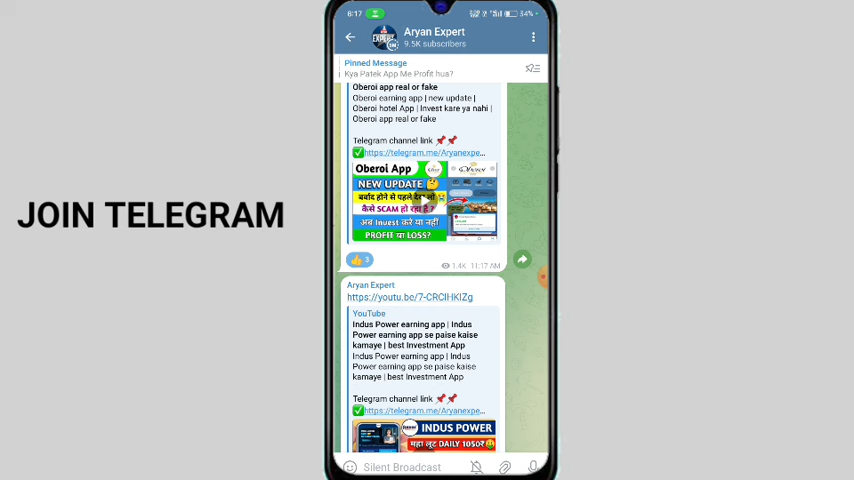 8:17
34%
Aryan Expert
9.5K subscribers
Pinned Message
Kya Patek App Me Profit hua?
Oberoi app real or fake
Oberoi earning app | new update |
Oberoi hotel App | Invest kare ya nahi |
Oberoi app real or fake
Telegram channel link 📌📌
✅https://telegram.me/Aryanexpe...
Oberoi App
NEW UPDATE 🤔
बर्बाद होने से पहले देख लो 😭
कैसे SCAM हो रहा है?
अब Invest करें या नहीं
PROFIT या LOSS?
👍 3
1.4K 11:17 AM
JOIN TELEGRAM
Aryan Expert
https://youtu.be/7-CRCIHKIZg
YouTube
Indus Power earning app | Indus
Power earning app se paise kaise
kamaye | best Investment App
Indus Power earning app | Indus
Power earning app se paise kaise
kamaye | best Investment App
Telegram channel link 📌📌
✅https://telegram.me/Aryanexpe...
INDUS POWER
महा लूट DAILY 1050₹🤑
Silent Broadcast